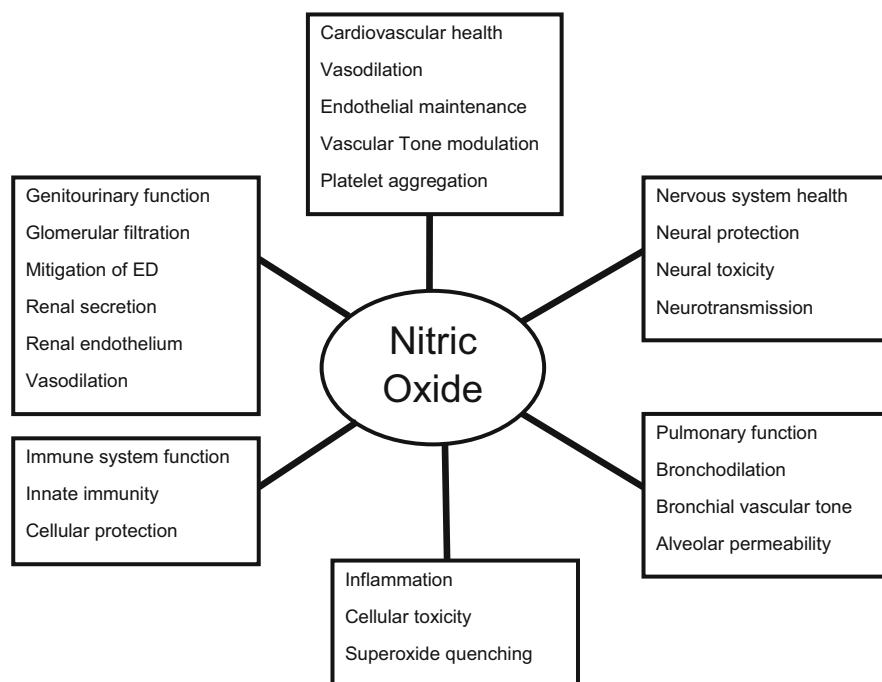 Cardiovascular health
Vasodilation
Endothelial maintenance
Vascular Tone modulation
Platelet aggregation
Genitourinary function
Glomerular filtration
Mitigation of ED
Renal secretion
Renal endothelium
Vasodilation
Nervous system health
Neural protection
Neural toxicity
Neurotransmission
Nitric
Oxide
Immune system function
Innate immunity
Cellular protection
Pulmonary function
Bronchodilation
Bronchial vascular tone
Alveolar permeability
Inflammation
Cellular toxicity
Superoxide quenching